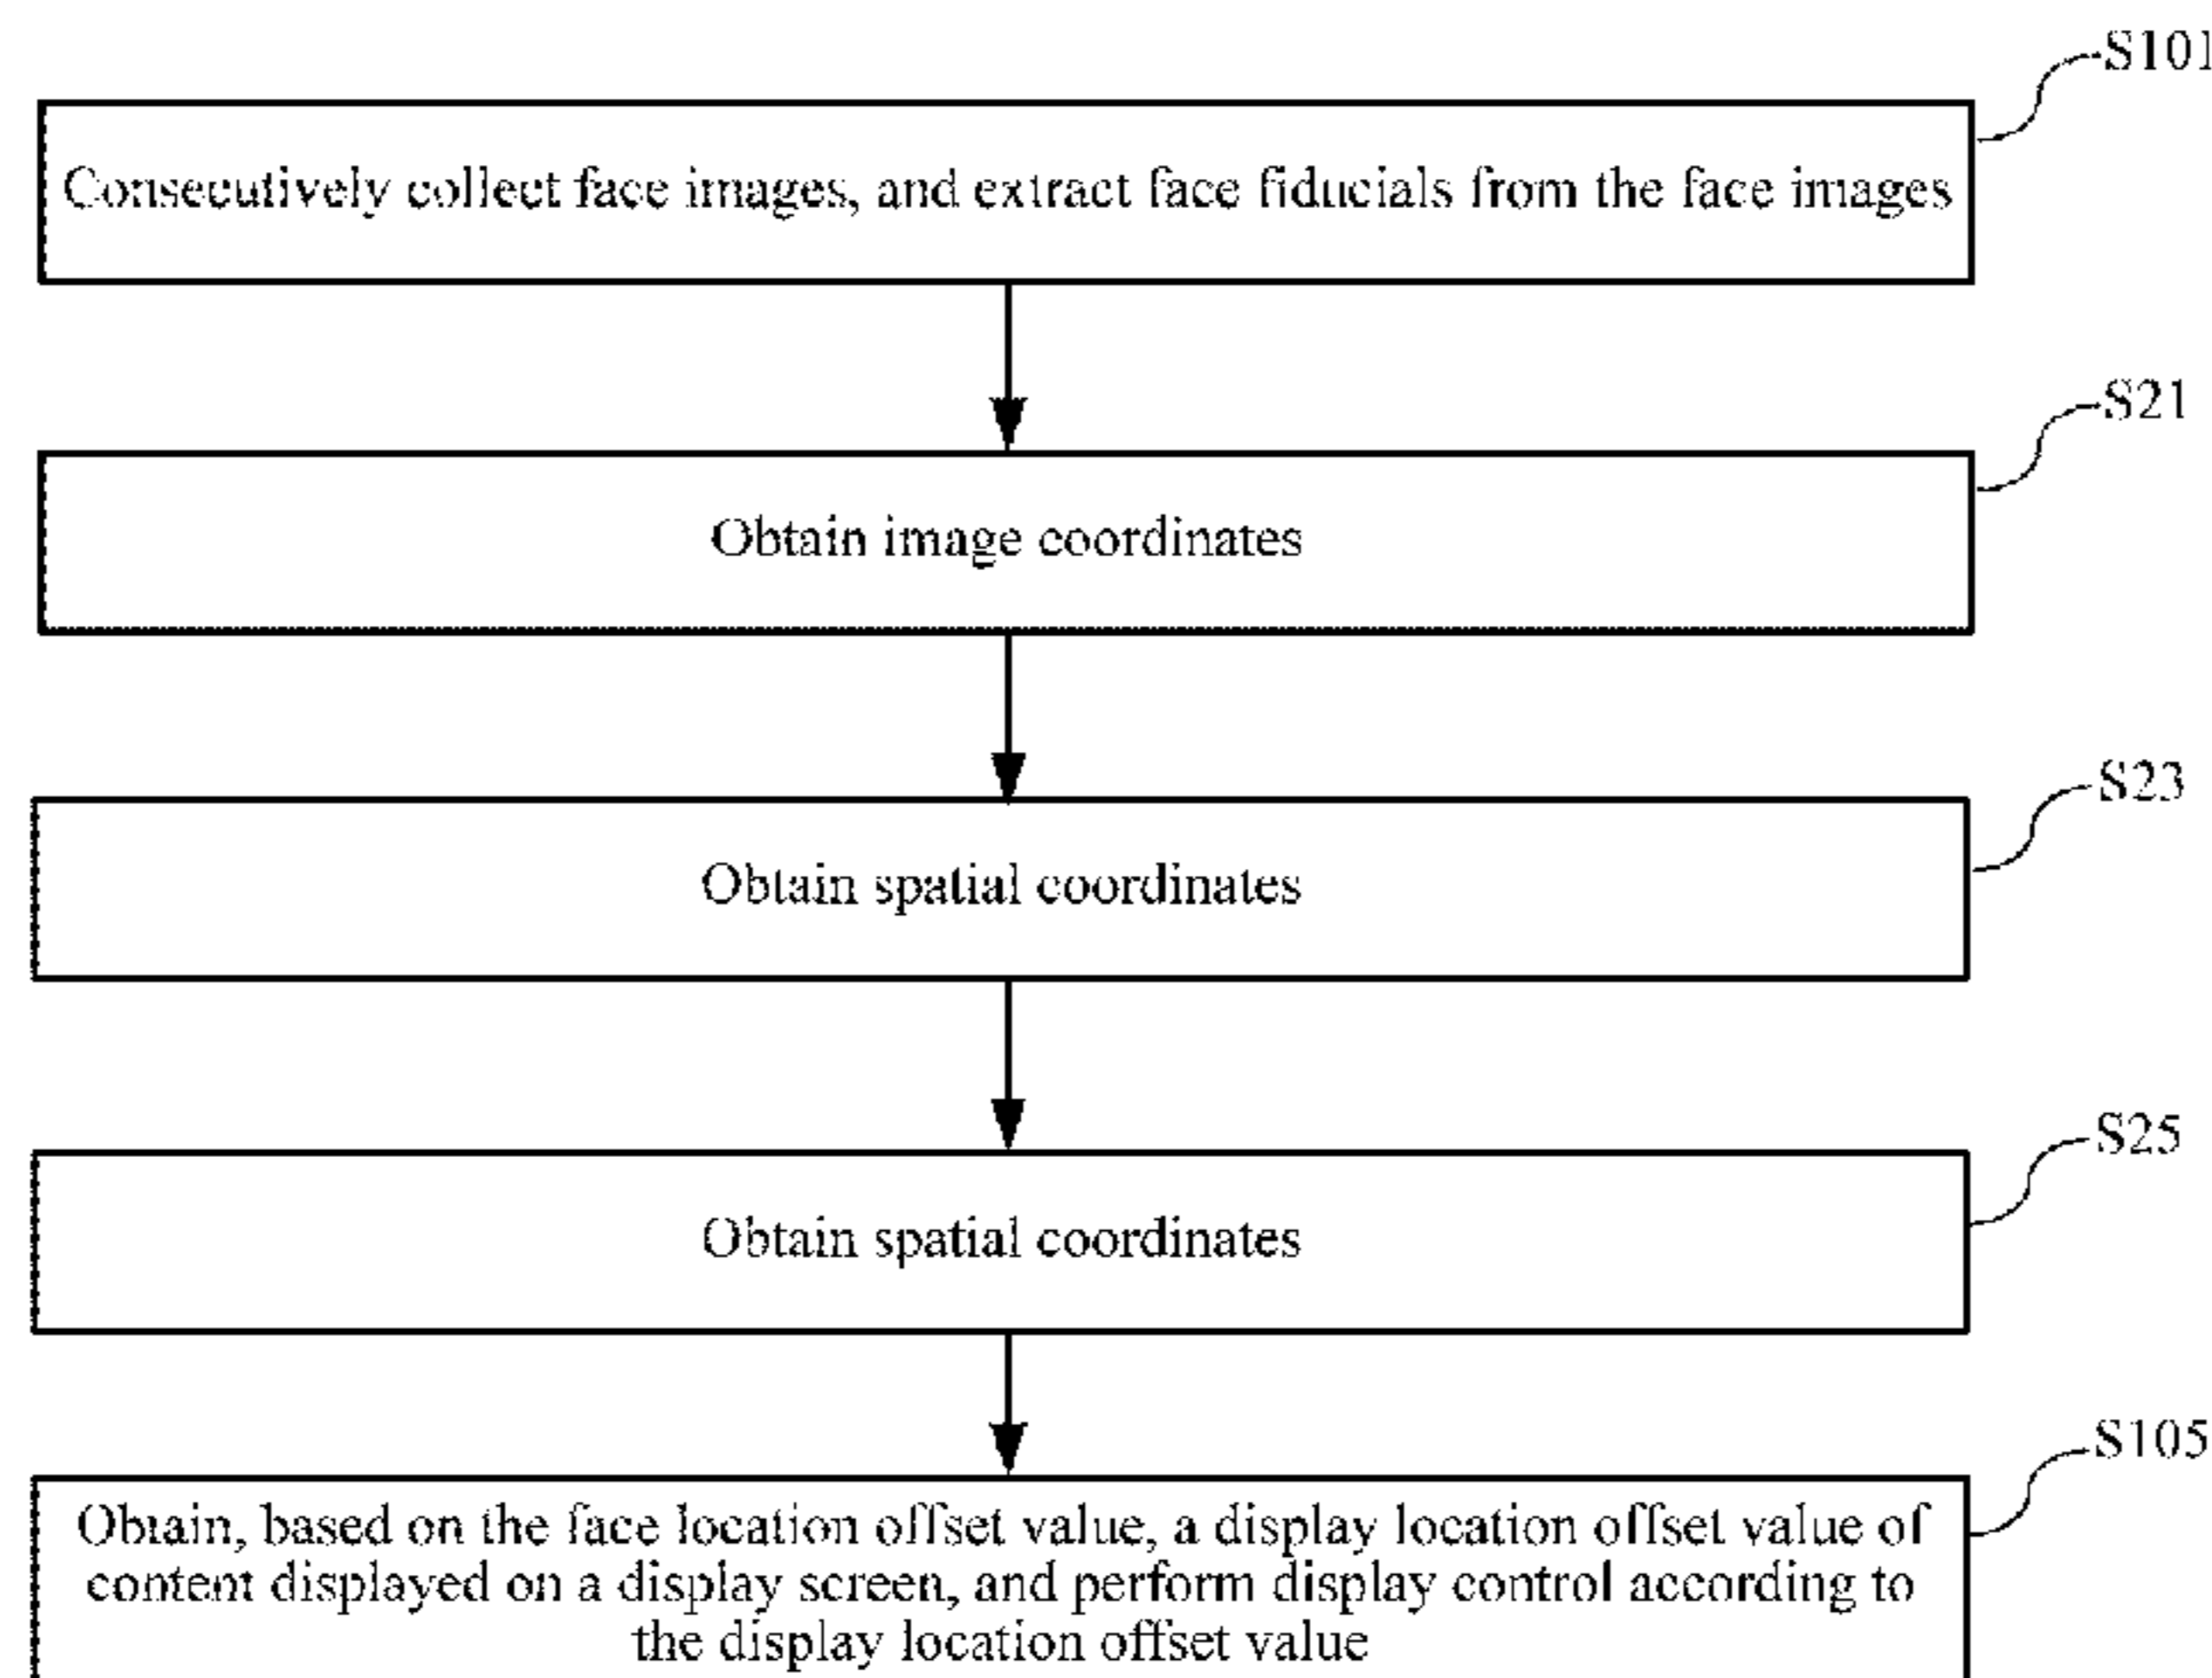 S101
Consecutively collect face images, and extract face fiducials from the face images
S21
Obtain image coordinates
S23
Obtain spatial coordinates
S25
Obtain spatial coordinates
S105
Obtain, based on the face location offset value, a display location offset value of
content displayed on a display screen, and perform display control according to
the display location offset value